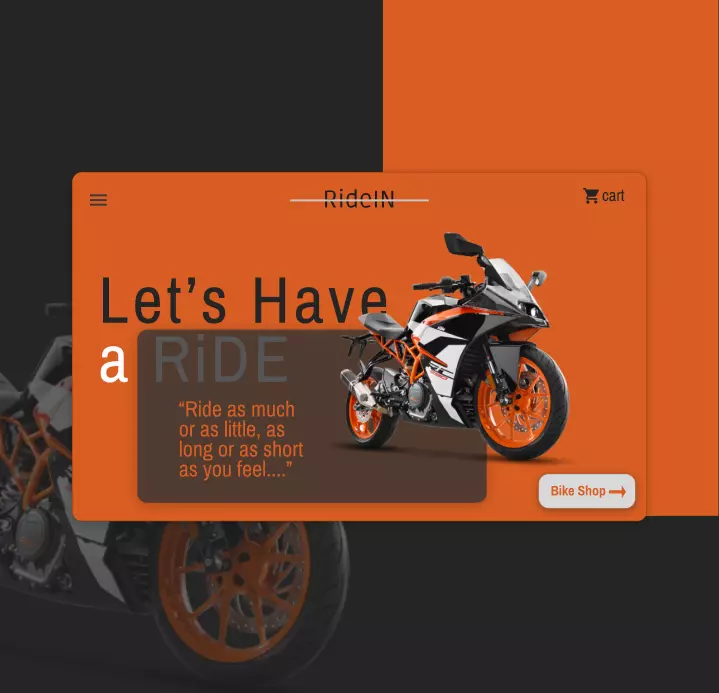 RideIN
cart
Let’s Have
a RiDE
“Ride as much
or as little, as
long or as short
as you feel....”
Bike Shop